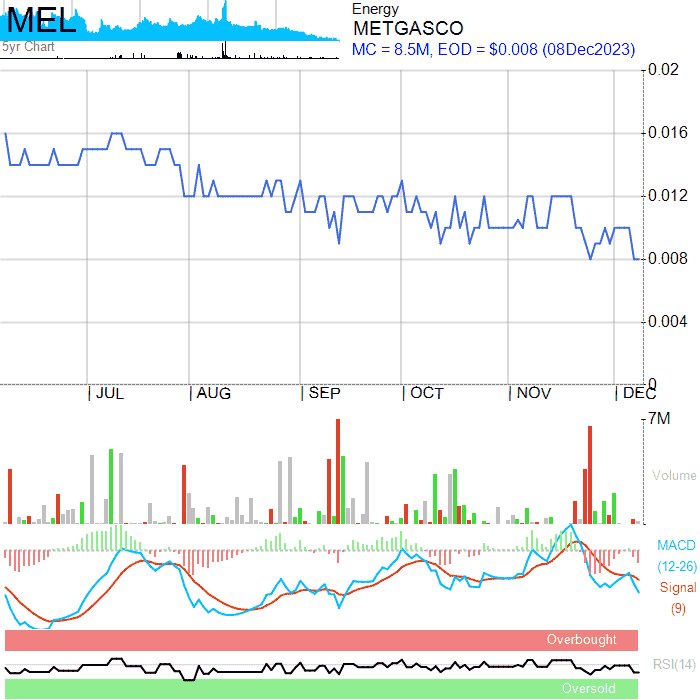 MEL
5yr Chart
Energy
METGASCO
MC = 8.5M, EOD = $0.008 (08Dec2023)
0.02
0.016
0.012
0.008
0.004
0
JUL AUG SEP OCT NOV DEC
7M
Volume
MACD
(12-26)
Signal
(9)
Overbought
RSI(14)
Oversold